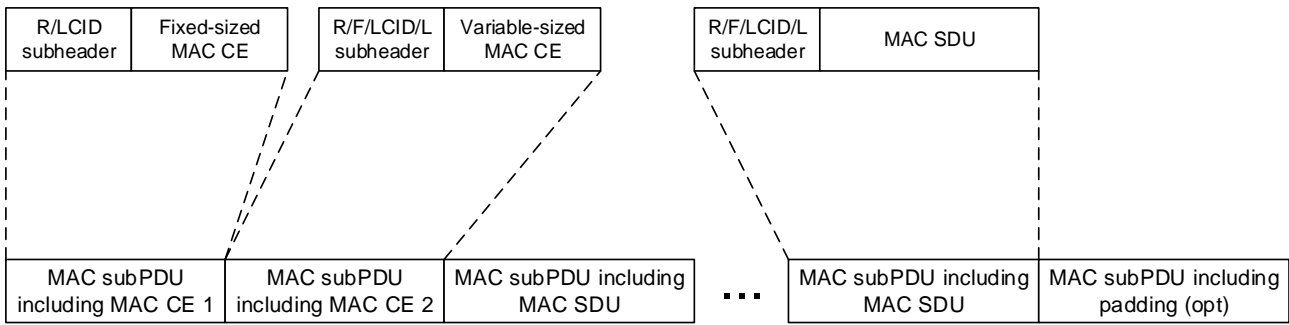 R/LCID
subheader
Fixed-sized
MAC CE
R/F/LCID/L
subheader
Variable-sized
MAC CE
R/F/LCID/L
subheader
MAC SDU
MAC subPDU
including MAC CE 1
MAC subPDU
including MAC CE 2
MAC subPDU including
MAC SDU
...
MAC subPDU including
MAC SDU
MAC subPDU including
padding (opt)